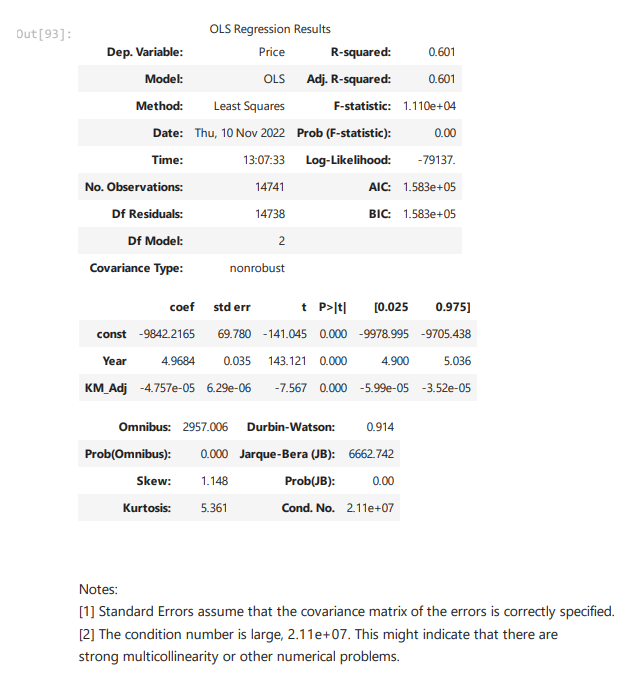 Out[93]:
OLS Regression Results
Dep. Variable: Price R-squared: 0.601
Model: OLS Adj. R-squared: 0.601
Method: Least Squares F-statistic: 1.110e+04
Date: Thu, 10 Nov 2022 Prob (F-statistic): 0.00
Time: 13:07:33 Log-Likelihood: -79137.
No. Observations: 14741 AIC: 1.583e+05
Df Residuals: 14738 BIC: 1.583e+05
Df Model: 2
Covariance Type: nonrobust
coef std err t P>|t| [0.025 0.975]
const -9842.2165 69.780 -141.045 0.000 -9978.995 -9705.438
Year 4.9684 0.035 143.121 0.000 4.900 5.036
KM_Adj -4.757e-05 6.29e-06 -7.567 0.000 -5.99e-05 -3.52e-05
Omnibus: 2957.006 Durbin-Watson: 0.914
Prob(Omnibus): 0.000 Jarque-Bera (JB): 6662.742
Skew: 1.148 Prob(JB): 0.00
Kurtosis: 5.361 Cond. No. 2.11e+07
Notes:
[1] Standard Errors assume that the covariance matrix of the errors is correctly specified.
[2] The condition number is large, 2.11e+07. This might indicate that there are
strong multicollinearity or other numerical problems.